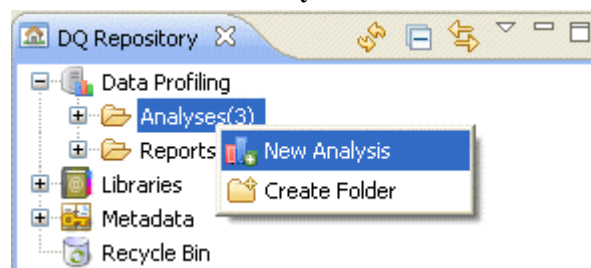 DQ Repository
Data Profiling
Analyses(3)
New Analysis
Reports
Create Folder
Libraries
Metadata
Recycle Bin